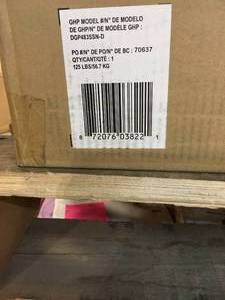 GHP MODEL #/N° DE MODELO
DE GHP/N° DE MODÈLE GHP :
DGP483SSN-D
PO #/N° DE PO/N° DE BC : 70637
QTY/CANT/QTÉ : 1
125 LBS/56.7 KG
8 72076 03822 1